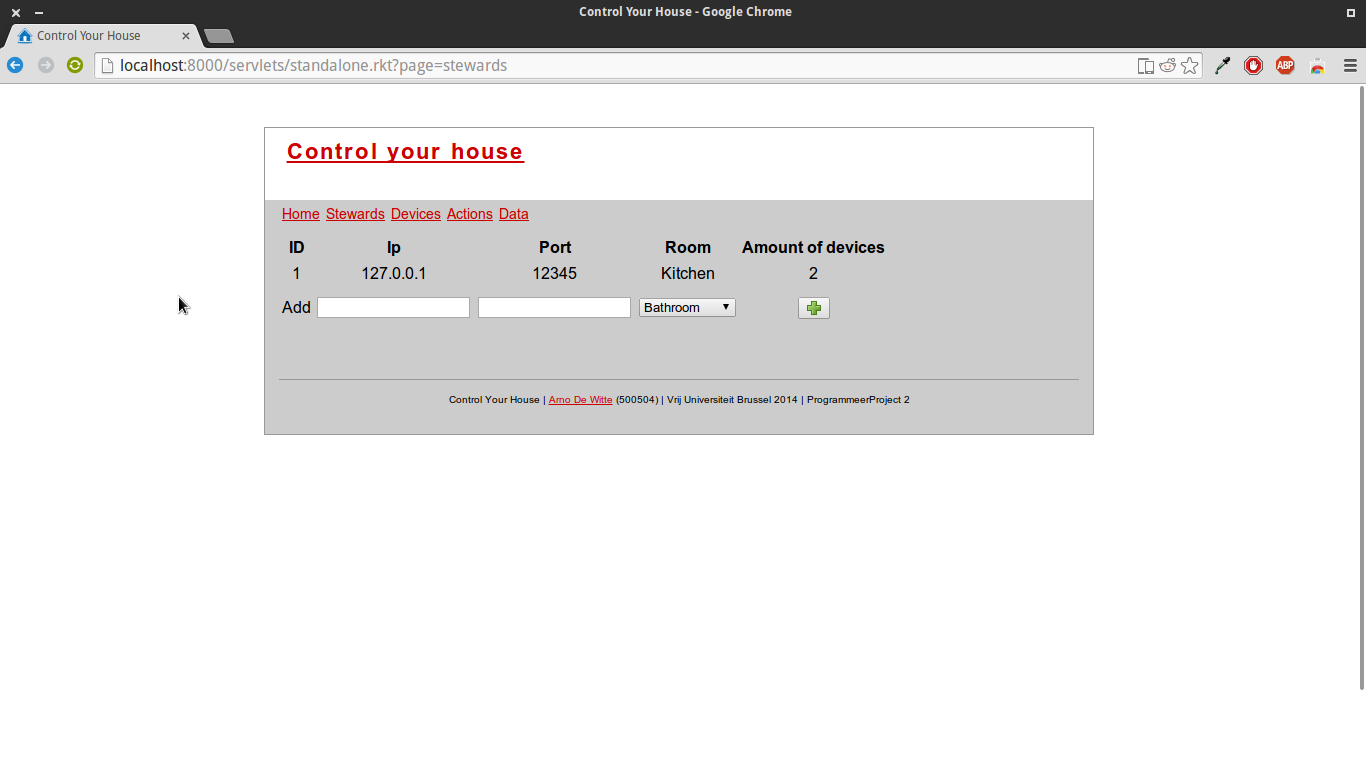 Control Your House - Google Chrome
Control Your House
localhost:8000/servlets/standalone.rkt?page=stewards
ABP
Control your house
Home Stewards Devices Actions Data
ID Ip Port Room Amount of devices
1 127.0.0.1 12345 Kitchen 2
Add Bathroom
Control Your House | Arno De Witte (500504) | Vrij Universiteit Brussel 2014 | ProgrammeerProject 2